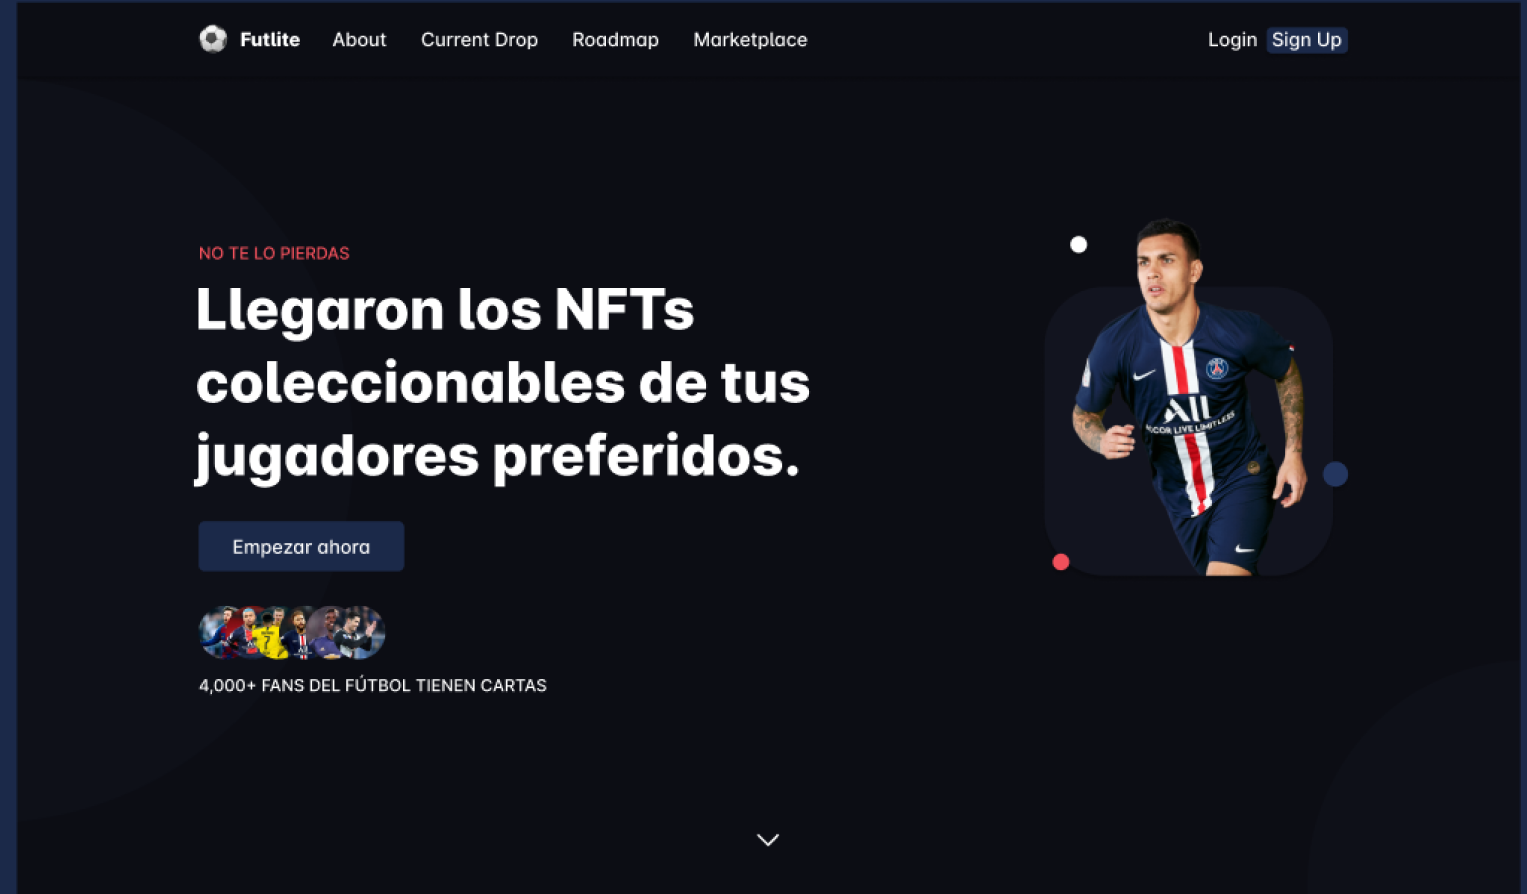 Futlite About Current Drop Roadmap Marketplace Login Sign Up
NO TE LO PIERDAS
Llegaron los NFTs
coleccionables de tus
jugadores preferidos.
Empezar ahora
4,000+ FANS DEL FÚTBOL TIENEN CARTAS
ALL
ACCOR LIVE LIMITLESS